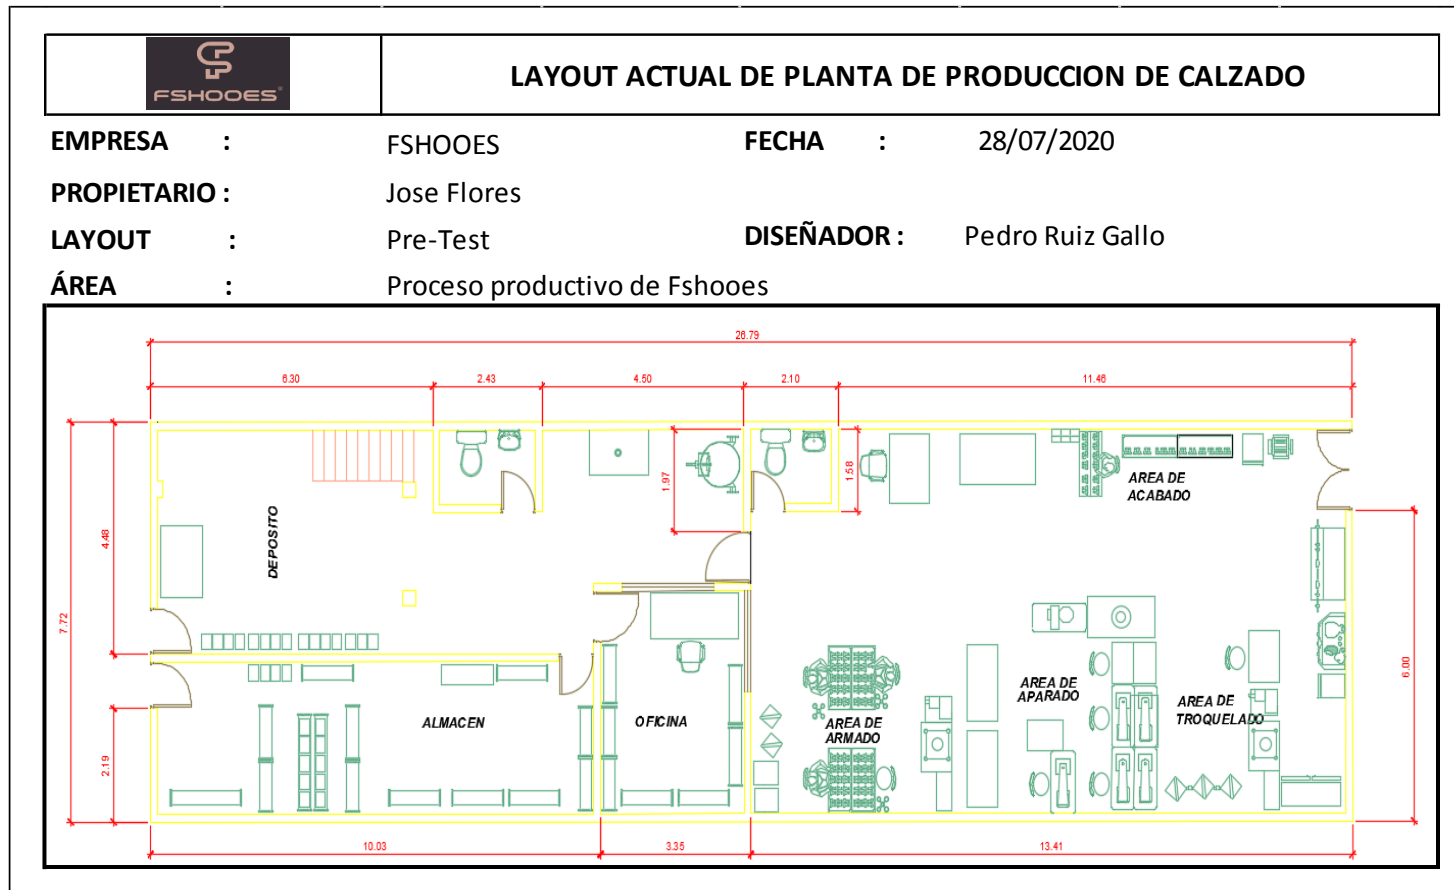 FSHOOES®
LAYOUT ACTUAL DE PLANTA DE PRODUCCION DE CALZADO
EMPRESA : FSHOOES FECHA : 28/07/2020
PROPIETARIO : Jose Flores
LAYOUT : Pre-Test DISEÑADOR : Pedro Ruiz Gallo
ÁREA : Proceso productivo de Fshooes
26.79
6.30 2.43 4.50 2.10 11.46
1.97
1.58
AREA DE
ACABADO
DEPOSITO
4.48
7.72
6.00
ALMACEN
OFICINA
AREA DE
ARMADO
AREA DE
APARADO
AREA DE
TROQUELADO
2.19
10.03 3.35 13.41